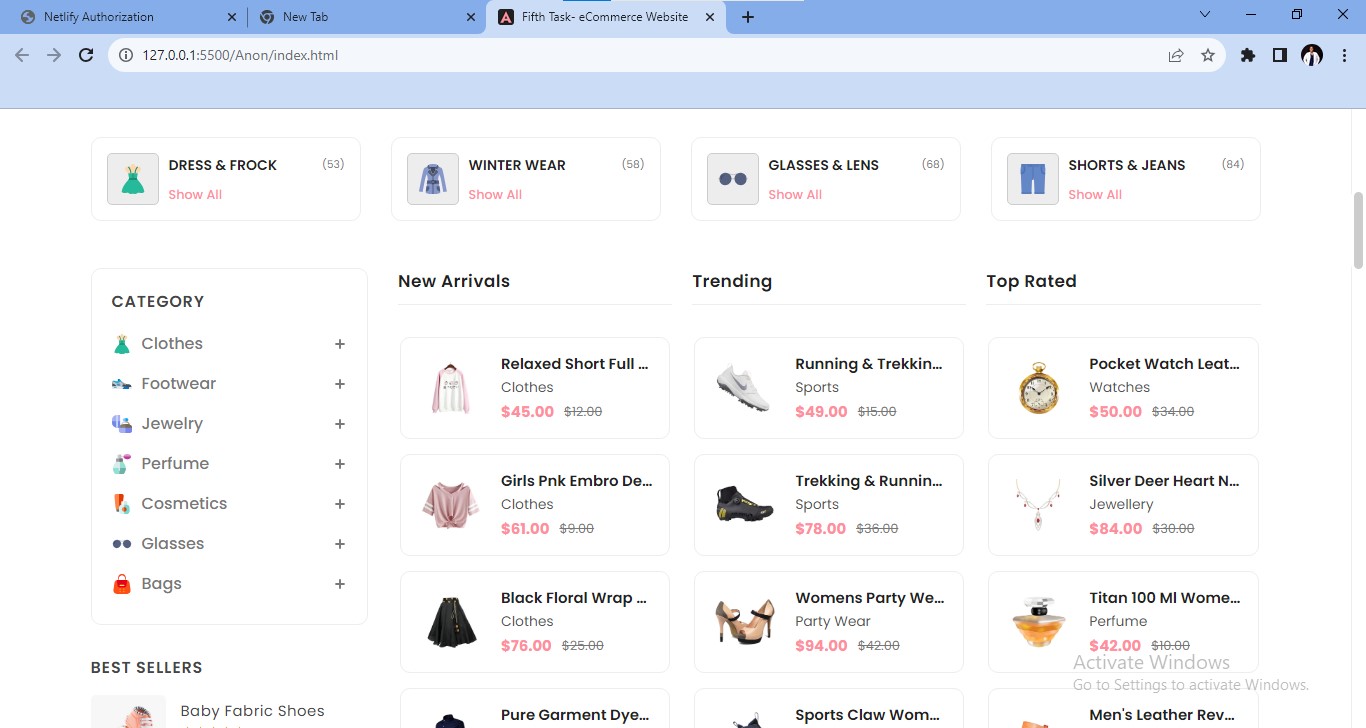 Netlify Authorization
New Tab
Fifth Task- eCommerce Website
127.0.0.1:5500/Anon/index.html
DRESS & FROCK (53)
Show All
WINTER WEAR (58)
Show All
GLASSES & LENS (68)
Show All
SHORTS & JEANS (84)
Show All
CATEGORY
Clothes +
Footwear +
Jewelry +
Perfume +
Cosmetics +
Glasses +
Bags +
BEST SELLERS
Baby Fabric Shoes
New Arrivals
Relaxed Short Full ...
Clothes
$45.00 $12.00
Girls Pnk Embro De...
Clothes
$61.00 $9.00
Black Floral Wrap ...
Clothes
$76.00 $25.00
Pure Garment Dye...
Trending
Running & Trekkin...
Sports
$49.00 $15.00
Trekking & Runnin...
Sports
$78.00 $36.00
Womens Party We...
Party Wear
$94.00 $42.00
Sports Claw Wom...
Top Rated
Pocket Watch Leat...
Watches
$50.00 $34.00
Silver Deer Heart N...
Jewellery
$84.00 $30.00
Titan 100 Ml Wome...
Perfume
$42.00 $10.00
Men's Leather Rev...
Activate Windows
Go to Settings to activate Windows.